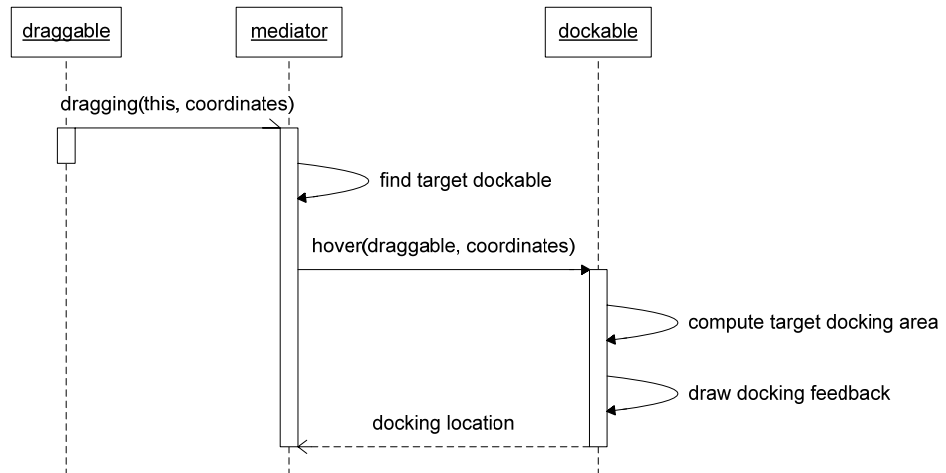 draggable
mediator
dockable
dragging(this, coordinates)
find target dockable
hover(draggable, coordinates)
compute target docking area
draw docking feedback
docking location